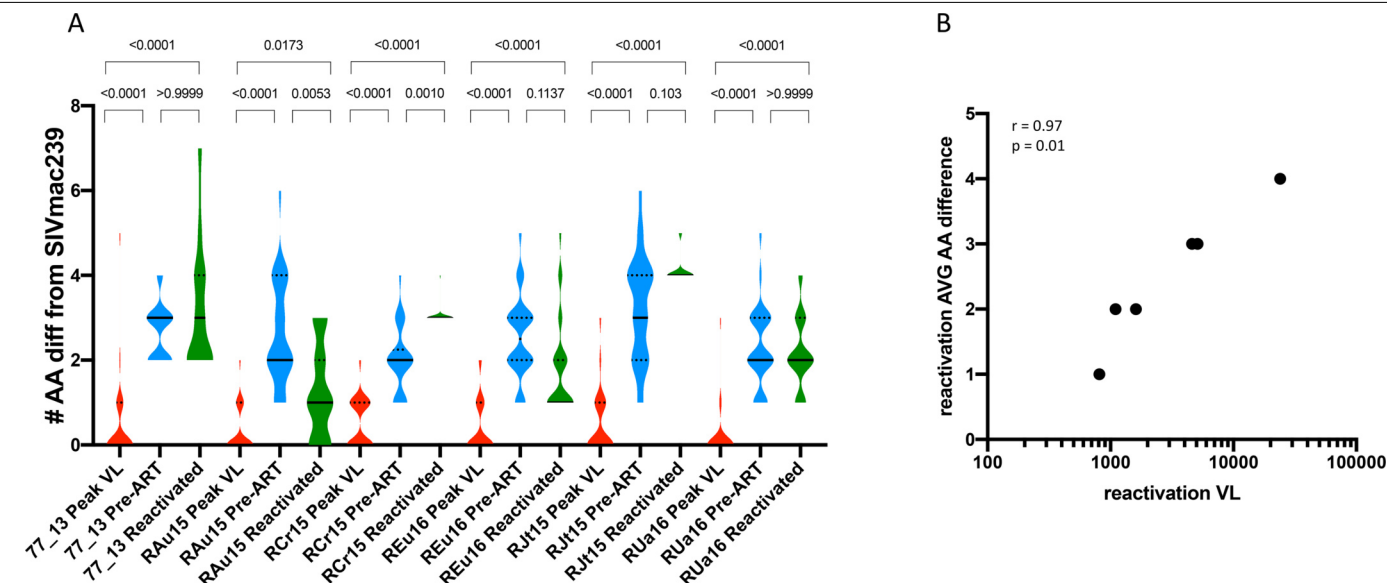 A
<0.0001 0.0173 <0.0001 <0.0001 <0.0001 <0.0001
<0.0001 >0.9999 <0.0001 0.0053 <0.0001 0.0010 <0.0001 0.1137 <0.0001 0.103 <0.0001 >0.9999
# AA diff from SIVmac239
8
6
4
2
0
77_13 Peak VL
77_13 Pre-ART
77_13 Reactivated
RAu15 Peak VL
RAu15 Pre-ART
RAu15 Reactivated
RCr15 Peak VL
RCr15 Pre-ART
RCr15 Reactivated
REu16 Peak VL
REu16 Pre-ART
REu16 Reactivated
RJt15 Peak VL
RJt15 Pre-ART
RJt15 Reactivated
RUa16 Peak VL
RUa16 Pre-ART
RUa16 Reactivated
B
r = 0.97
p = 0.01
reactivation AVG AA difference
5
4
3
2
1
0
100 1000 10000 100000
reactivation VL